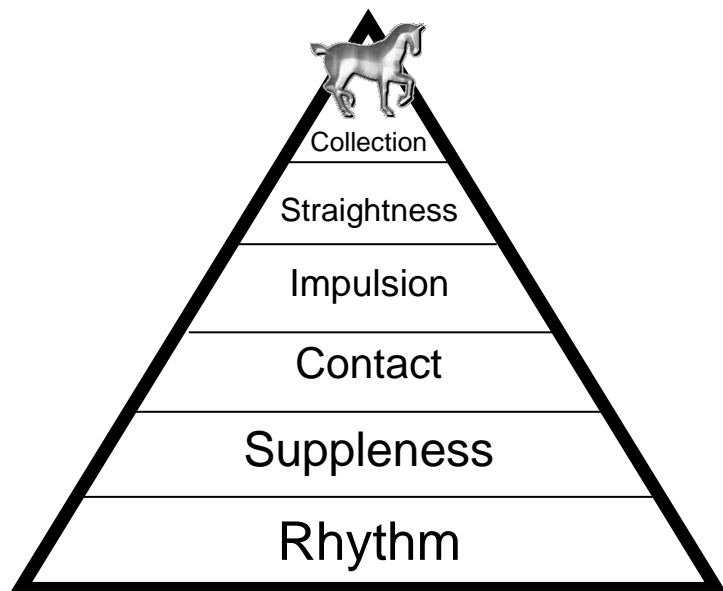 Collection
Straightness
Impulsion
Contact
Suppleness
Rhythm